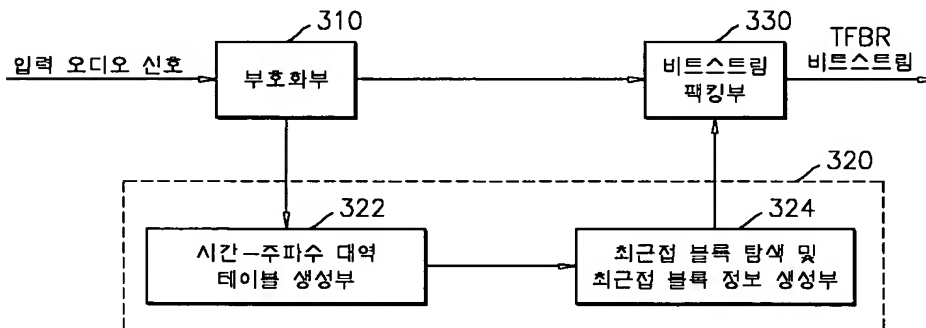 310
330
입력 오디오 신호
부호화부
비트스트림
팩킹부
TFBR
비트스트림
320
322
324
시간-주파수 대역
테이블 생성부
최근접 블록 탐색 및
최근접 블록 정보 생성부